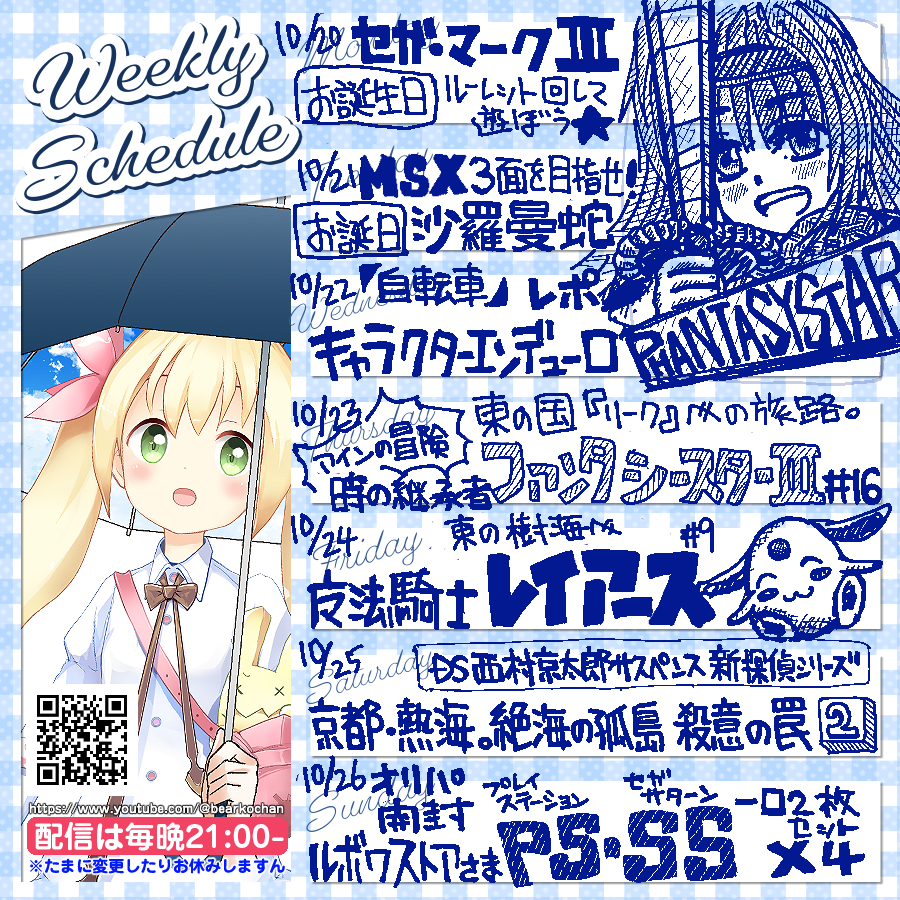 Weekly
Schedule
10/20 Monday
セガ・マークⅢ
お誕生日 ルーレット回して
遊ぼう★
10/21
MSX 3面を目指せ!
お誕日 沙羅曼蛇
10/22 Wednes
『自転車』レポ
キャラクターエンデューロ
PHANTASYSTAR
10/23 Thursday
東の国『リーク』への旅路。
アインの冒険
時の継承者
ファンタシースターⅢ #16
10/24 Friday.
東の樹海へ #9
魔法騎士 レイアース
10/25 Saturday
DS西村京太郎サスペンス 新探偵シリーズ
京都・熱海。絶海の孤島 殺意の罠 2
10/26 Sunday
オリパ
開封す
ルボワストアさま
プレイ
ステーション
セガ
サターン
PS・SS
一口2枚
セット
×4
https://www.youtube.com/@bearkochan
配信は毎晩21:00-
※たまに変更したりお休みしません